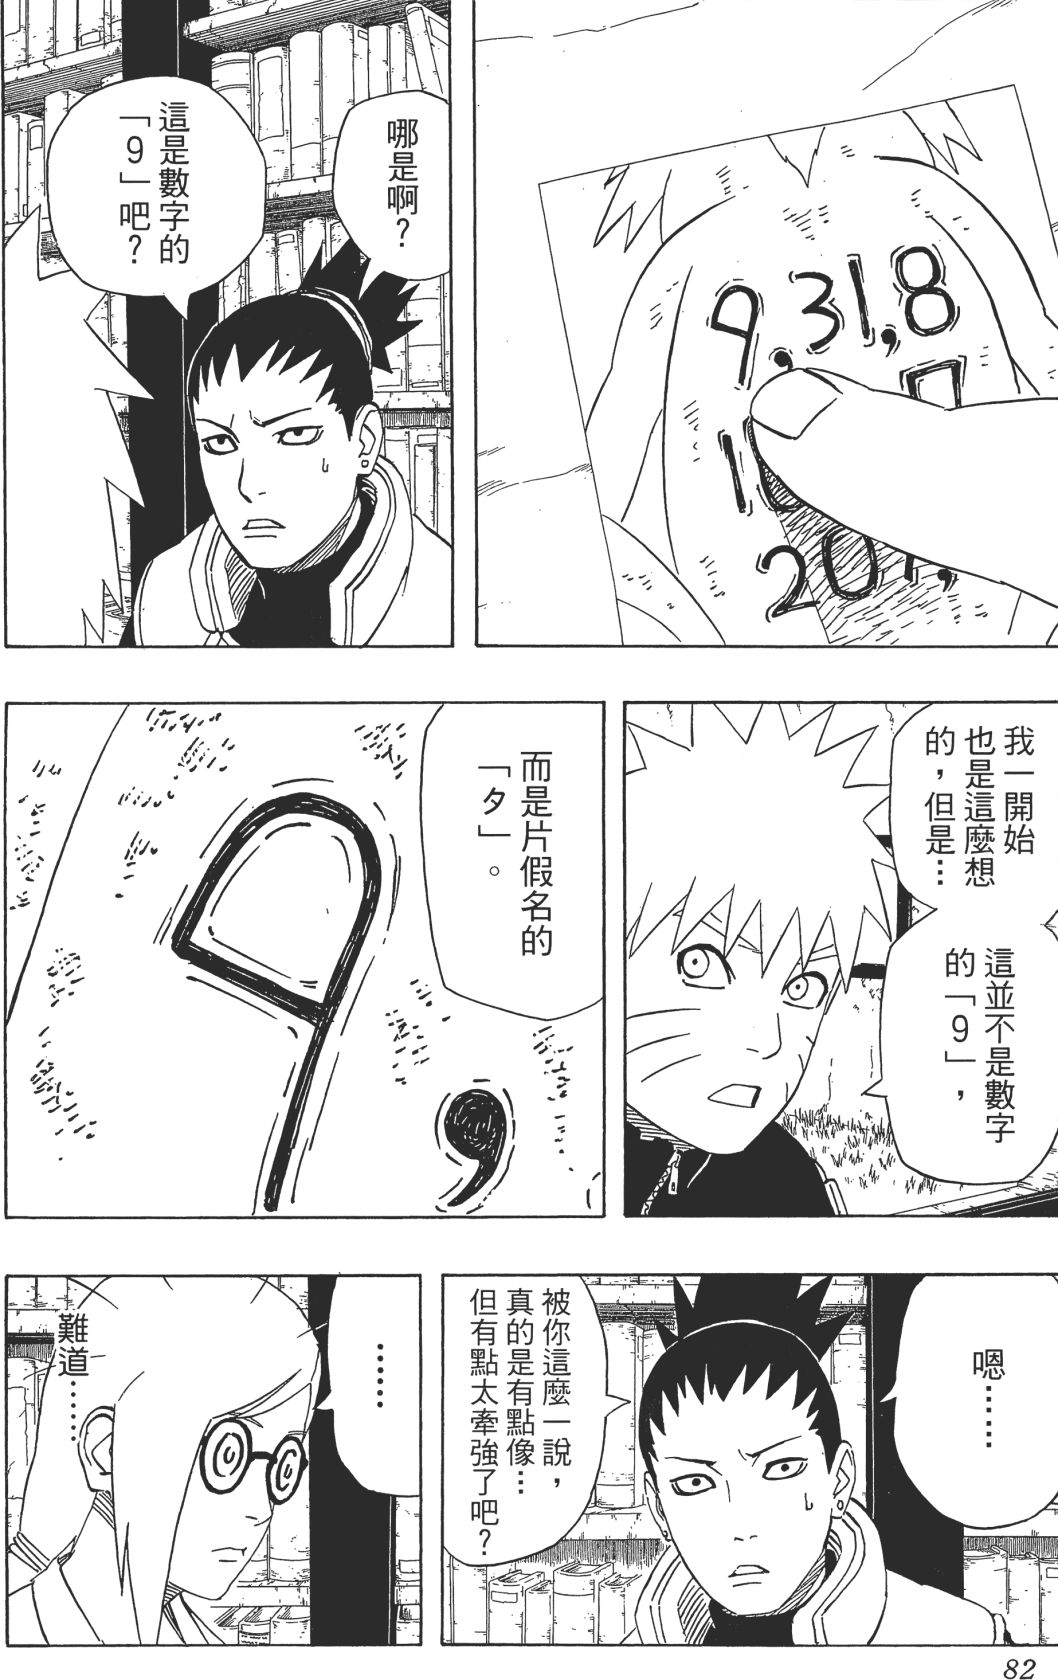 9,31,8
207,
哪是啊?
這是數字的
「9」吧?
我一開始
也是這麼想
的,但是…
這並不是數字
的「9」,
而是片假名的
「タ」。
嗯……
被你這麼一說,
真的是有點像…
但有點太牽強了吧?
……
難道……
82